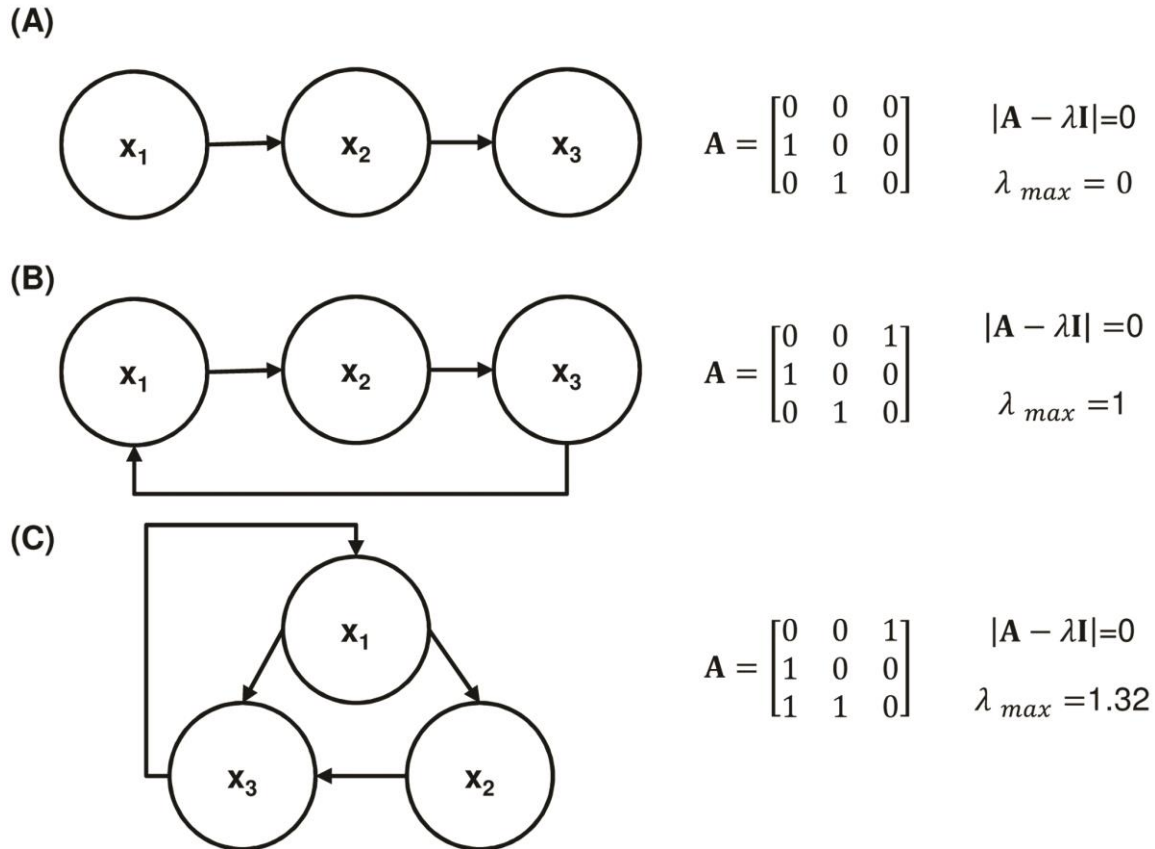 (A)
x₁ x₂ x₃
A = [0 0 0
1 0 0
0 1 0]
|A − λI|=0
λ max = 0
(B)
x₁ x₂ x₃
A = [0 0 1
1 0 0
0 1 0]
|A − λI| =0
λ max =1
(C)
x₁
x₃ x₂
A = [0 0 1
1 0 0
1 1 0]
|A − λI|=0
λ max =1.32